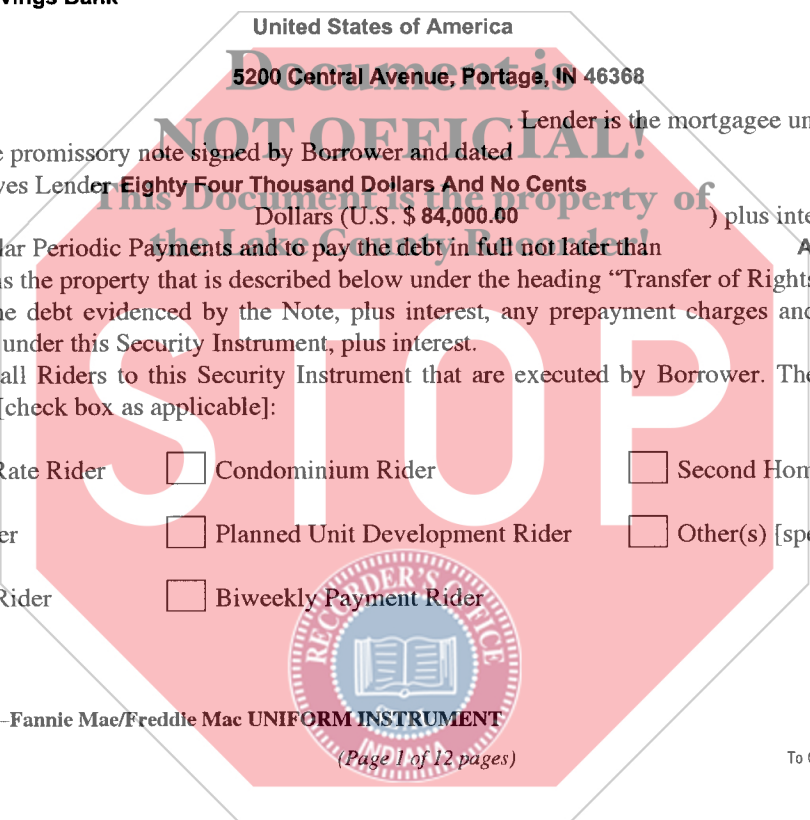 vings Bank
United States of America
Document is
5200 Central Avenue, Portage, IN 46368
. Lender is the mortgagee un
NOT OFFICIAL!
e promissory note signed by Borrower and dated
ves Lender Eighty Four Thousand Dollars And No Cents
This Document is the property of
Dollars (U.S. $ 84,000.00 ) plus inte
the Lake County Recorder!
lar Periodic Payments and to pay the debt in full not later than A
s the property that is described below under the heading “Transfer of Rights
e debt evidenced by the Note, plus interest, any prepayment charges and
under this Security Instrument, plus interest.
all Riders to this Security Instrument that are executed by Borrower. The
[check box as applicable]:
STOP
Rate Rider Condominium Rider Second Hom
er Planned Unit Development Rider Other(s) [spe
Rider Biweekly Payment Rider
RECORDER'S OFFICE
–Fannie Mae/Freddie Mac UNIFORM INSTRUMENT
INDIANA
(Page 1 of 12 pages)
To